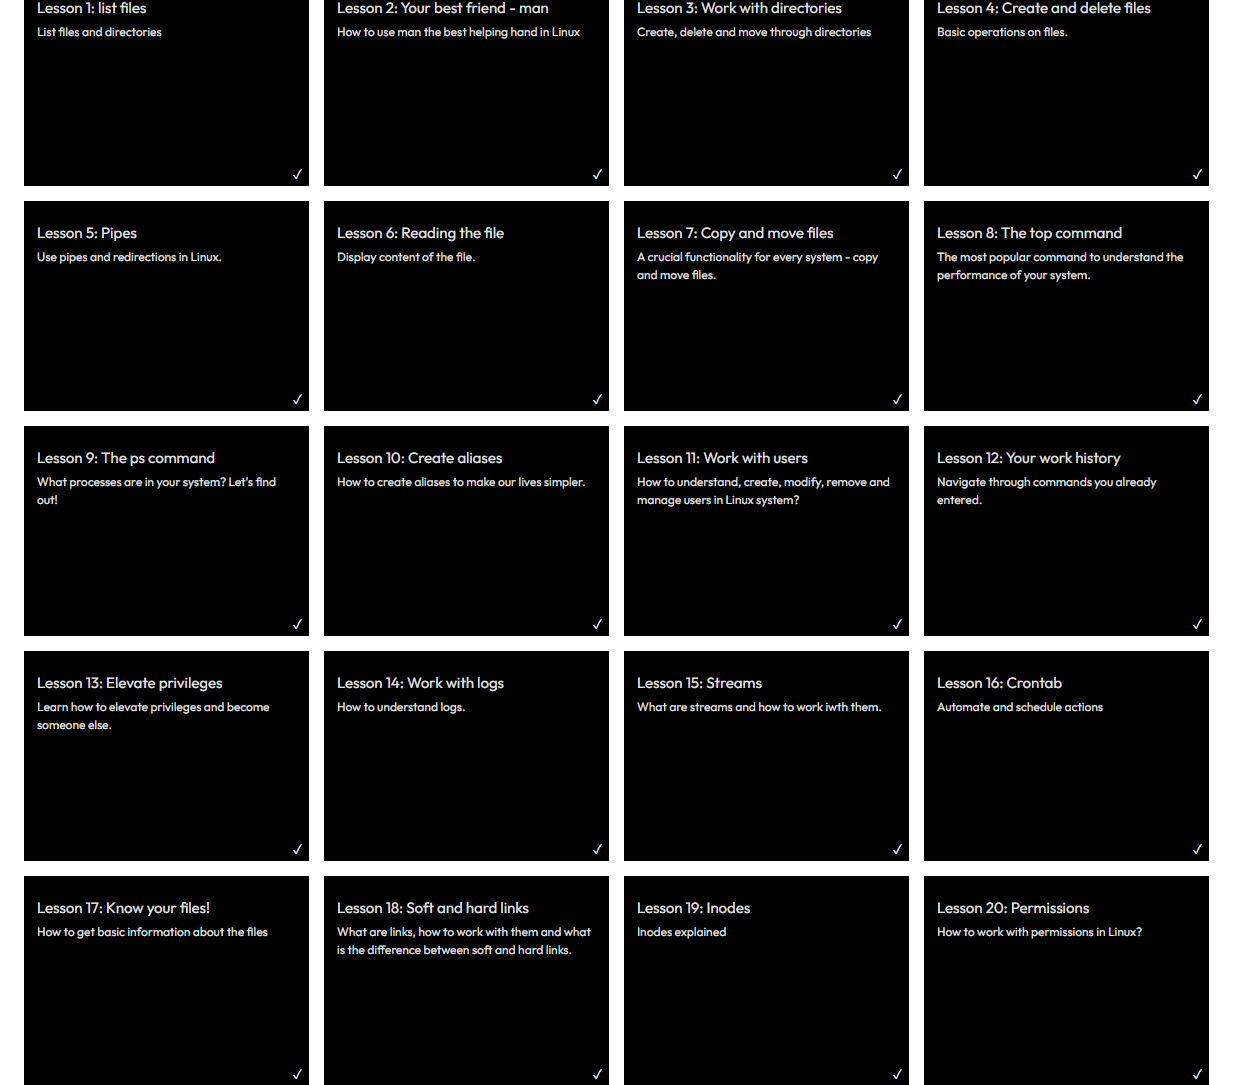 Lesson 1: list files
List files and directories
✓
Lesson 2: Your best friend - man
How to use man the best helping hand in Linux
✓
Lesson 3: Work with directories
Create, delete and move through directories
✓
Lesson 4: Create and delete files
Basic operations on files.
✓
Lesson 5: Pipes
Use pipes and redirections in Linux.
✓
Lesson 6: Reading the file
Display content of the file.
✓
Lesson 7: Copy and move files
A crucial functionality for every system - copy
and move files.
✓
Lesson 8: The top command
The most popular command to understand the
performance of your system.
✓
Lesson 9: The ps command
What processes are in your system? Let's find
out!
✓
Lesson 10: Create aliases
How to create aliases to make our lives simpler.
✓
Lesson 11: Work with users
How to understand, create, modify, remove and
manage users in Linux system?
✓
Lesson 12: Your work history
Navigate through commands you already
entered.
✓
Lesson 13: Elevate privileges
Learn how to elevate privileges and become
someone else.
✓
Lesson 14: Work with logs
How to understand logs.
✓
Lesson 15: Streams
What are streams and how to work iwth them.
✓
Lesson 16: Crontab
Automate and schedule actions
✓
Lesson 17: Know your files!
How to get basic information about the files
✓
Lesson 18: Soft and hard links
What are links, how to work with them and what
is the difference between soft and hard links.
✓
Lesson 19: Inodes
Inodes explained
✓
Lesson 20: Permissions
How to work with permissions in Linux?
✓